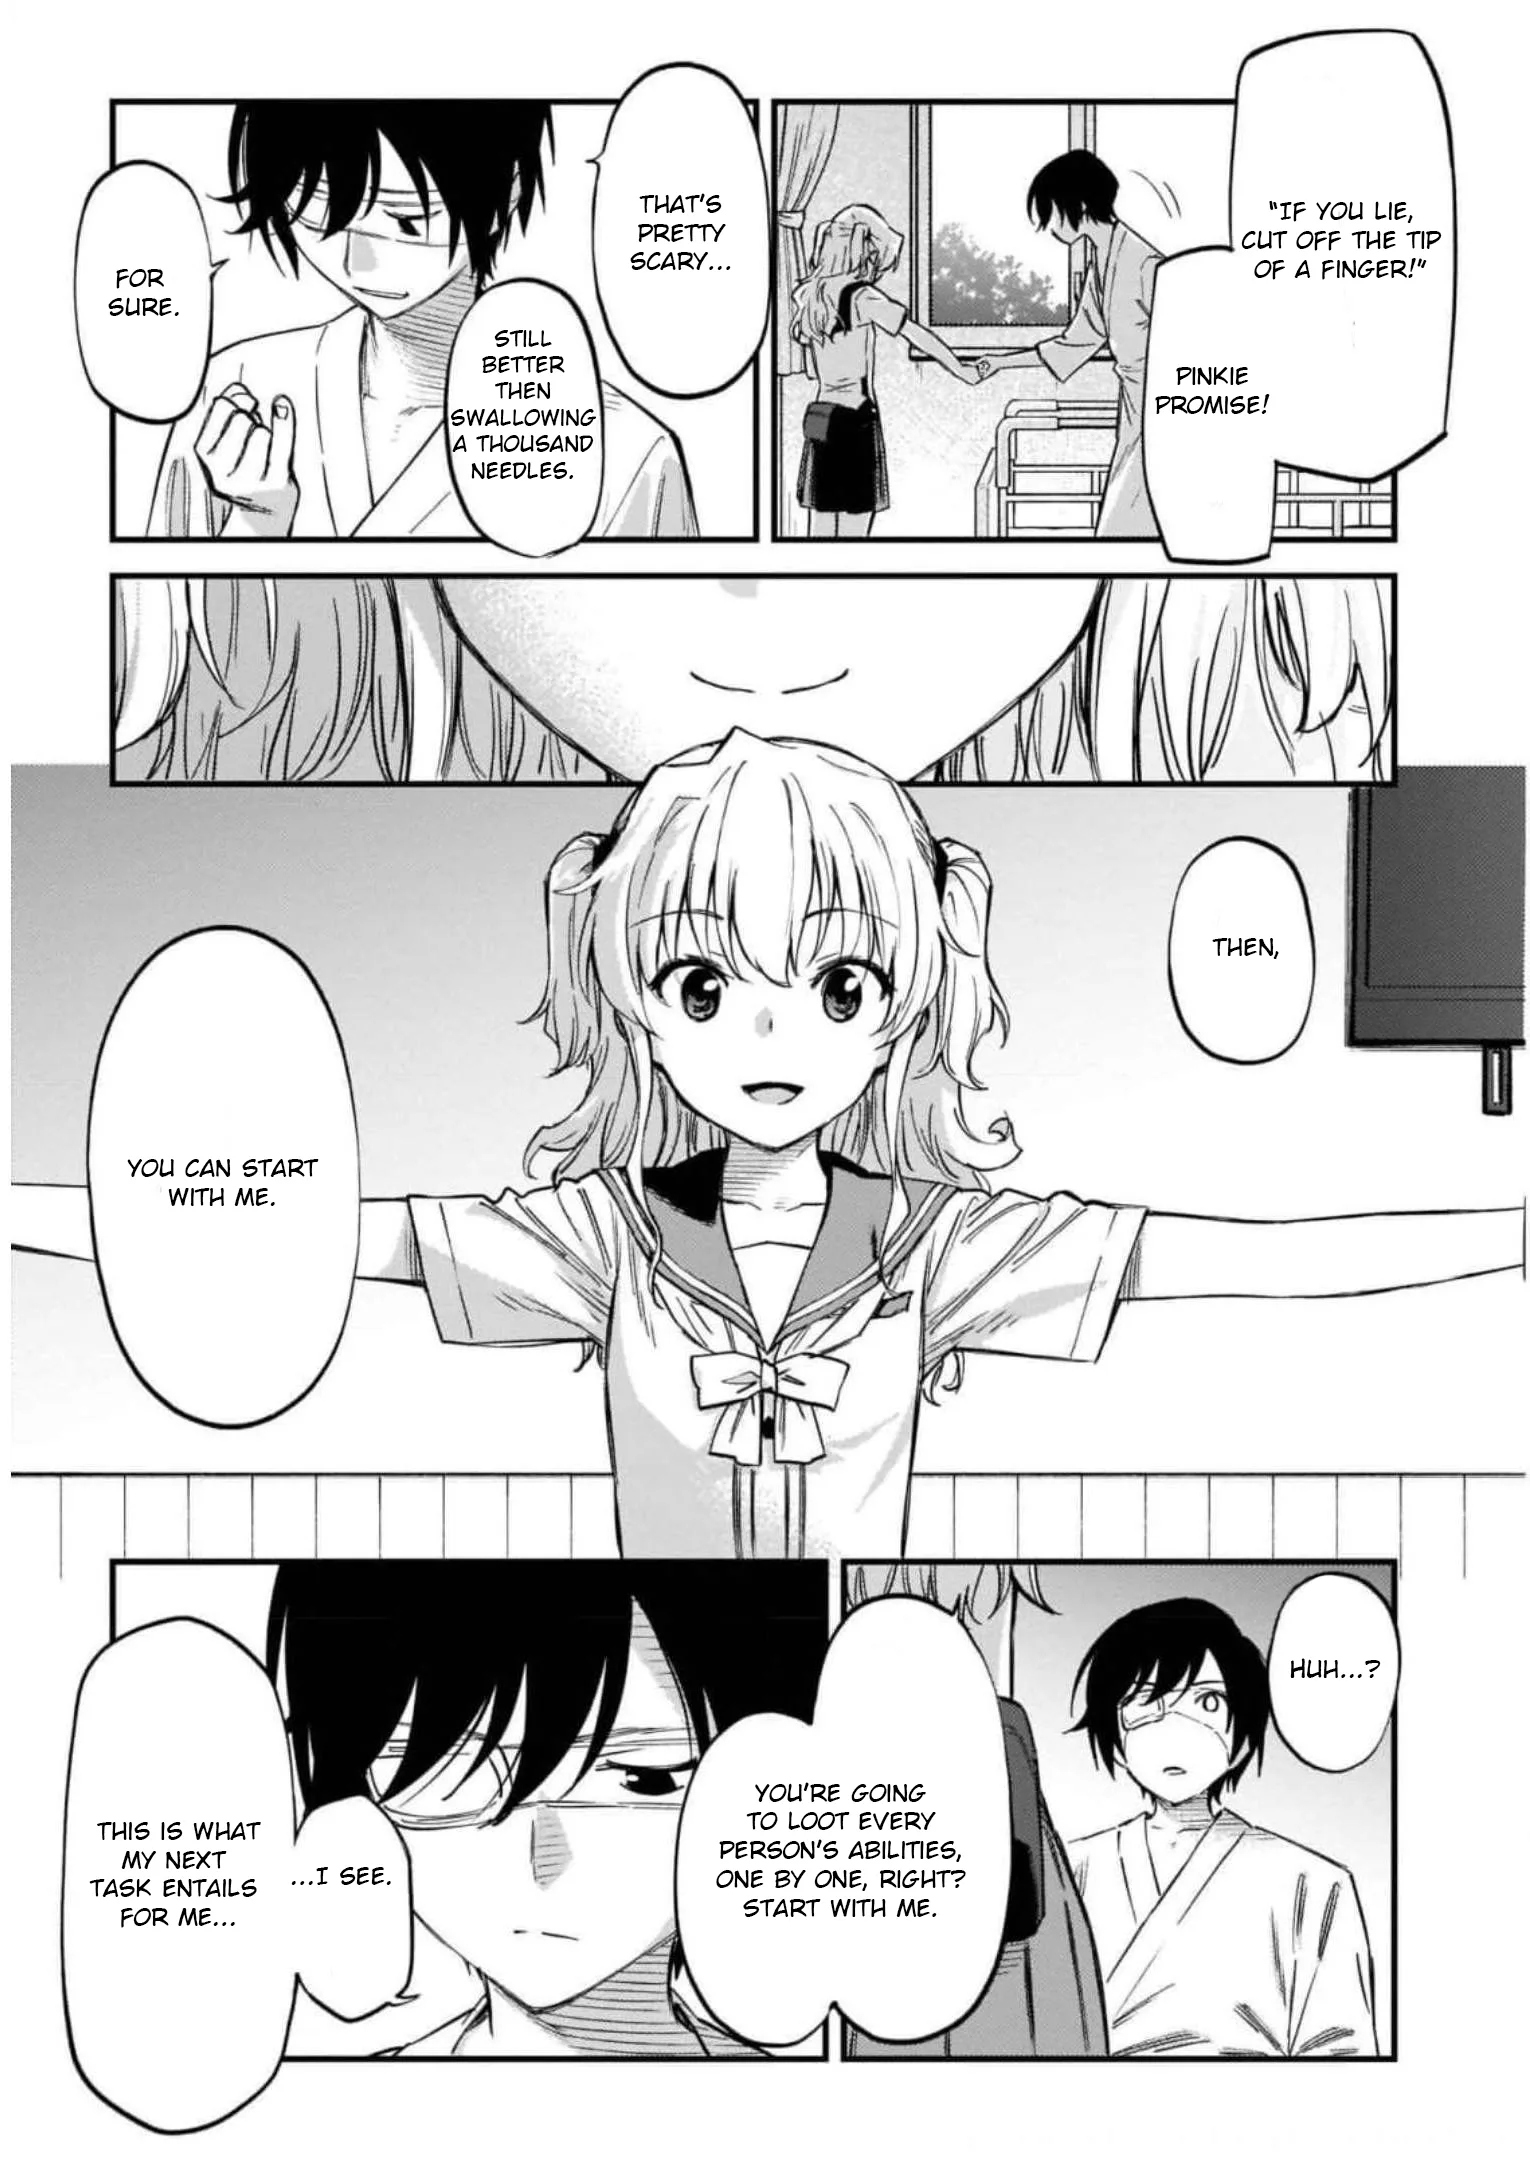 "IF YOU LIE,
CUT OFF THE TIP
OF A FINGER!"
PINKIE
PROMISE!
THAT'S
PRETTY
SCARY...
STILL
BETTER
THEN
SWALLOWING
A THOUSAND
NEEDLES.
FOR
SURE.
THEN,
YOU CAN START
WITH ME.
HUH...?
YOU'RE GOING
TO LOOT EVERY
PERSON'S ABILITIES,
ONE BY ONE, RIGHT?
START WITH ME.
...I SEE.
THIS IS WHAT
MY NEXT
TASK ENTAILS
FOR ME...